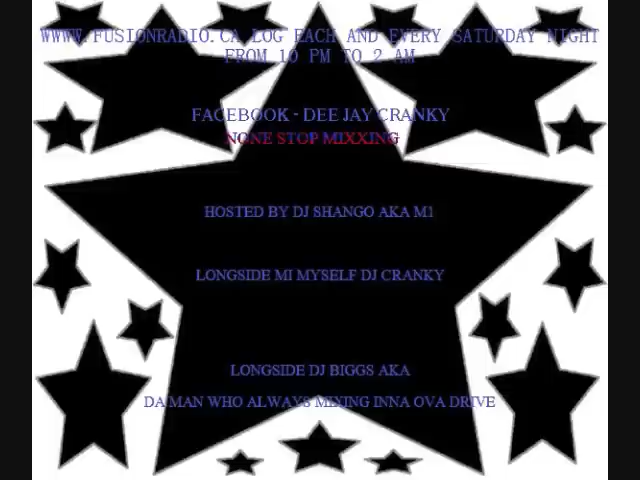 WWWW.FUSIONRADIO.CA LOG EACH AND EVERY SATURDAY NIGHT
FROM 10 PM TO 2 AM
FACEBOOK - DEE JAY CRANKY
NONE STOP MIXXING
HOSTED BY DJ SHANGO AKA M1
LONGSIDE MI MYSELF DJ CRANKY
LONGSIDE DJ BIGGS AKA
DA MAN WHO ALWAYS MIXING INNA OVA DRIVE